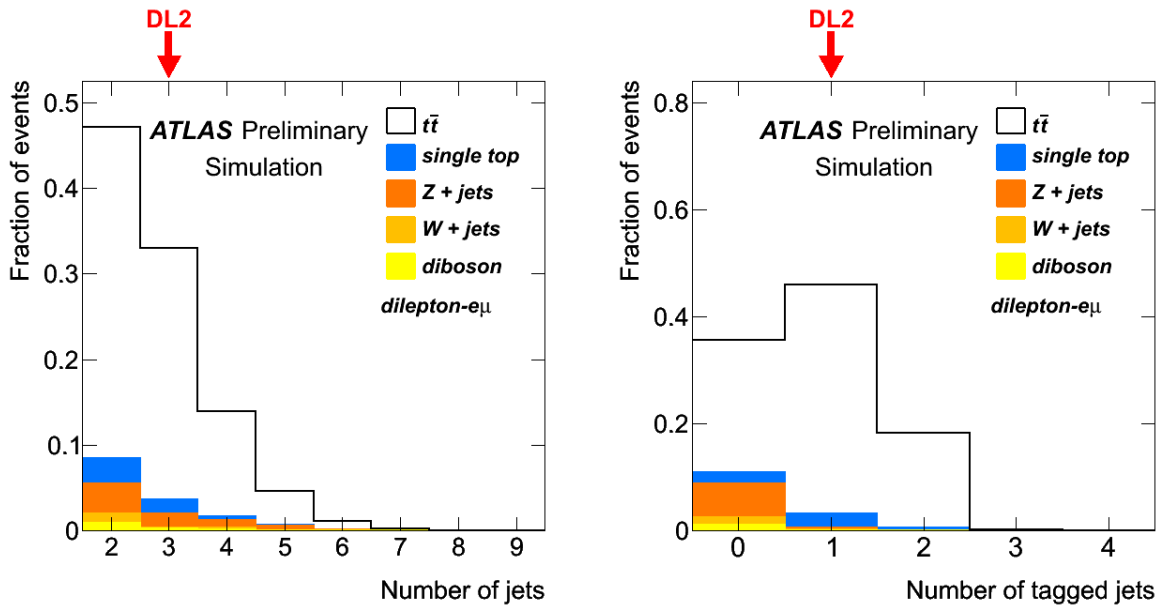 DL2
Fraction of events
0.5
0.4
0.3
0.2
0.1
0
ATLAS Preliminary
Simulation
tt̄
single top
Z + jets
W + jets
diboson
dilepton-eμ
2 3 4 5 6 7 8 9
Number of jets
DL2
Fraction of events
0.8
0.6
0.4
0.2
0
ATLAS Preliminary
Simulation
tt̄
single top
Z + jets
W + jets
diboson
dilepton-eμ
0 1 2 3 4
Number of tagged jets